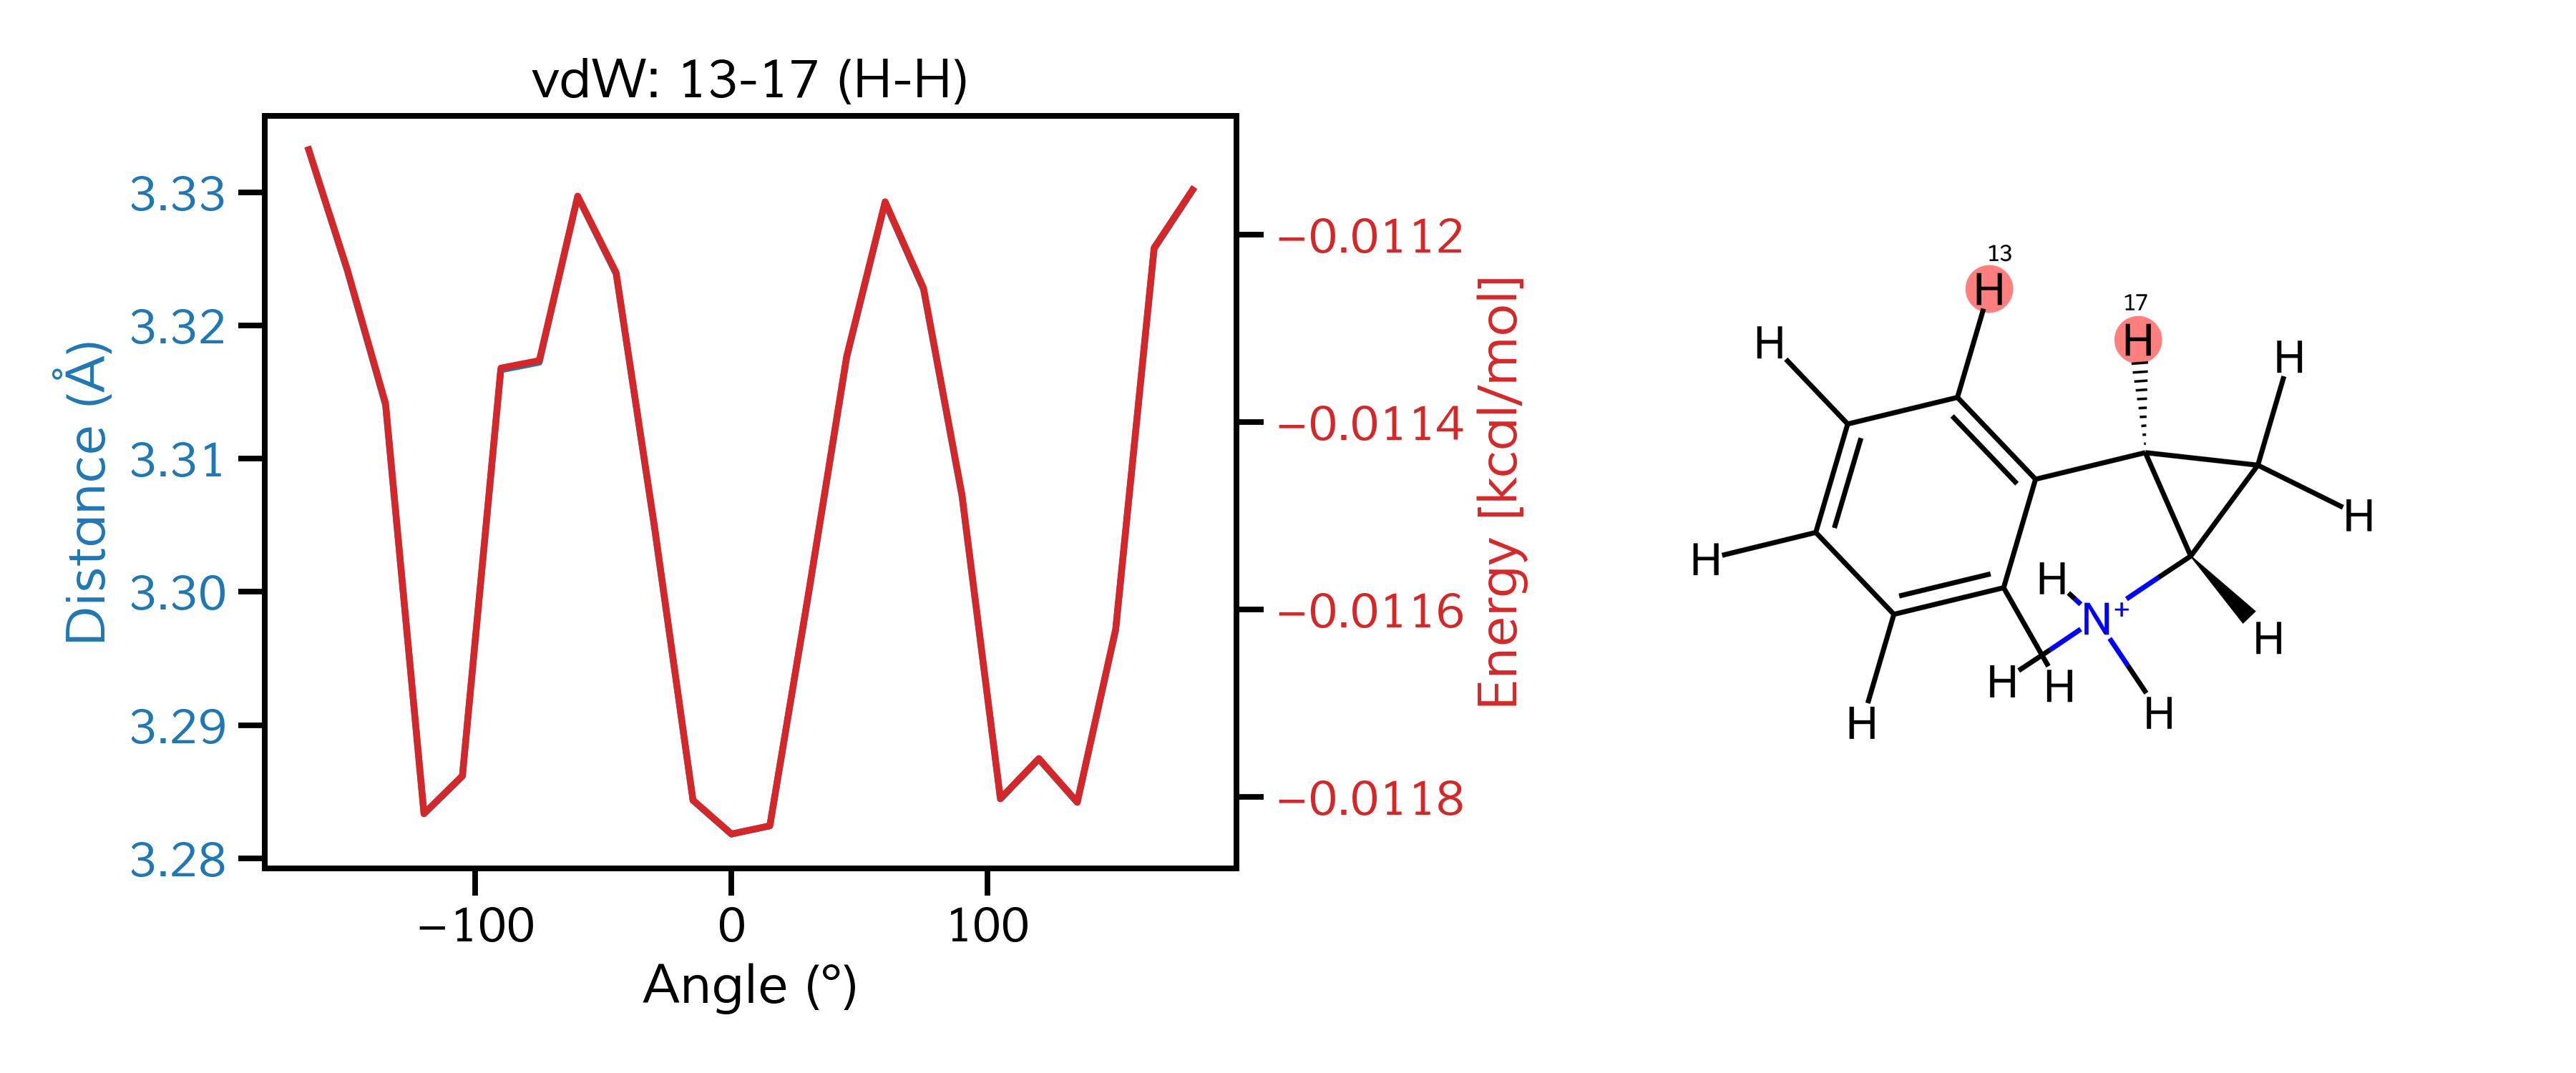 vdW: 13-17 (H-H)
Distance (Å)
3.33
3.32
3.31
3.30
3.29
3.28
−100
0
100
Angle (°)
−0.0112
−0.0114
−0.0116
−0.0118
Energy [kcal/mol]
13
H
17
H
H
H
H
H
H
N+
H
H
H
H
H